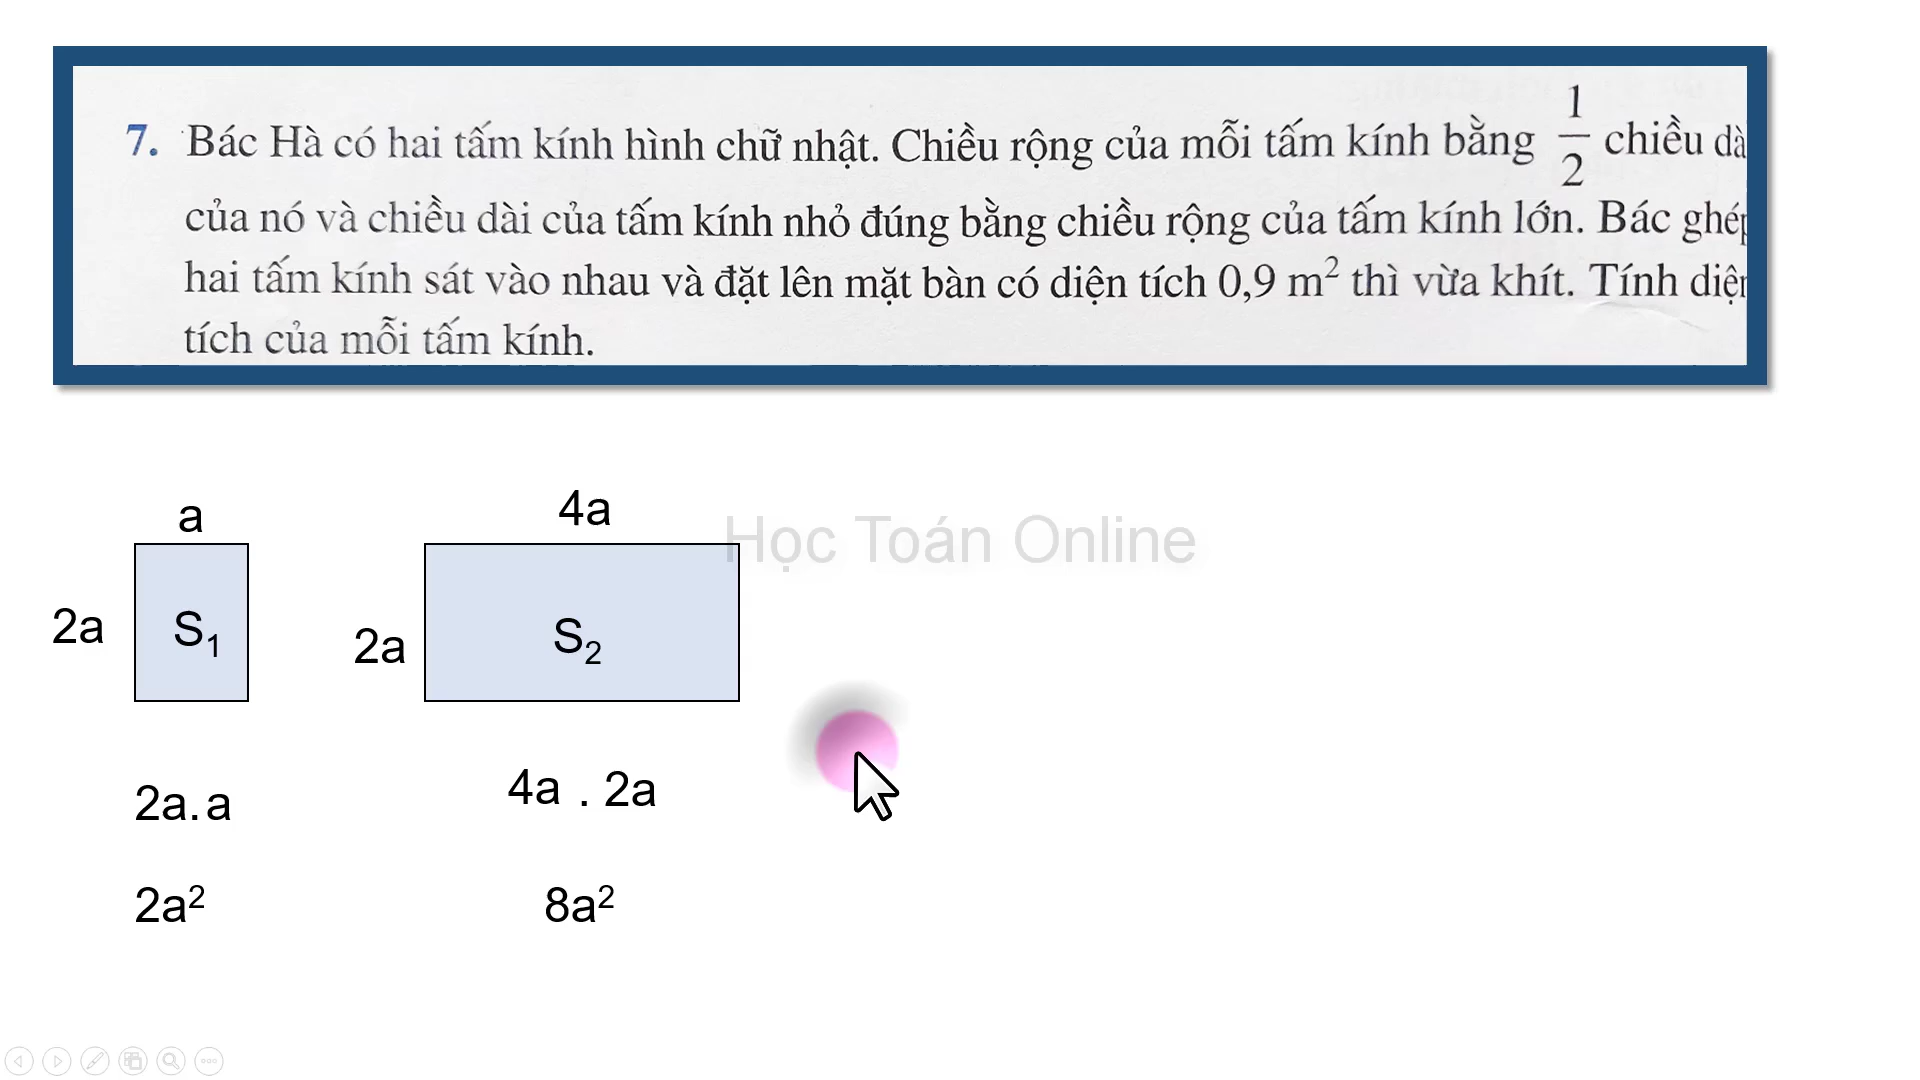 7. Bác Hà có hai tấm kính hình chữ nhật. Chiều rộng của mỗi tấm kính bằng 1/2 chiều dà
của nó và chiều dài của tấm kính nhỏ đúng bằng chiều rộng của tấm kính lớn. Bác ghép
hai tấm kính sát vào nhau và đặt lên mặt bàn có diện tích 0,9 m² thì vừa khít. Tính diện
tích của mỗi tấm kính.
a
4a
Học Toán Online
2a
S₁
2a
S₂
2a.a
4a . 2a
2a²
8a²